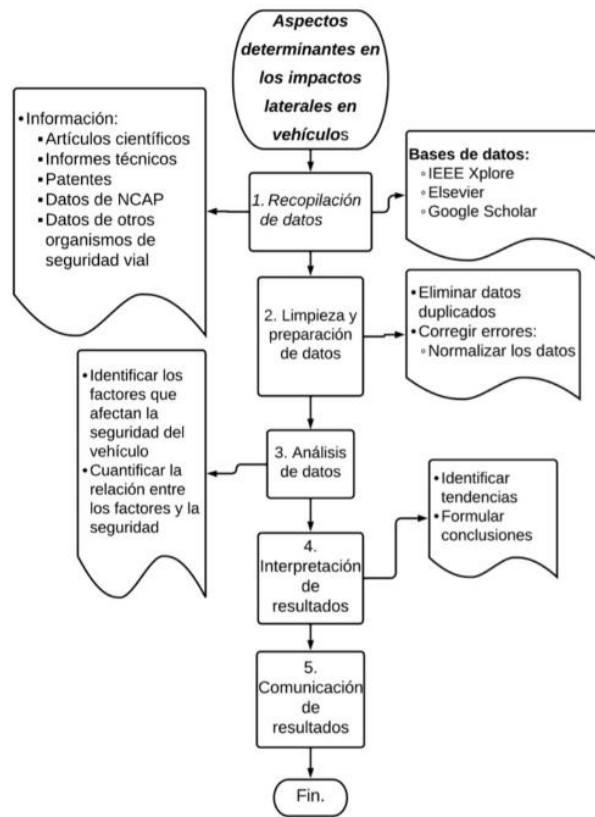 Aspectos
determinantes en
los impactos
laterales en
vehículos
• Información:
▪ Artículos científicos
▪ Informes técnicos
▪ Patentes
▪ Datos de NCAP
▪ Datos de otros
organismos de
seguridad vial
1. Recopilación
de datos
Bases de datos:
◦ IEEE Xplore
◦ Elsevier
◦ Google Scholar
2. Limpieza y
preparación
de datos
• Eliminar datos
duplicados
• Corregir errores:
◦ Normalizar los datos
• Identificar los
factores que
afectan la
seguridad del
vehículo
• Cuantificar la
relación entre
los factores y la
seguridad
3. Análisis
de datos
• Identificar
tendencias
• Formular
conclusiones
4.
Interpretación
de
resultados
5.
Comunicación
de
resultados
Fin.